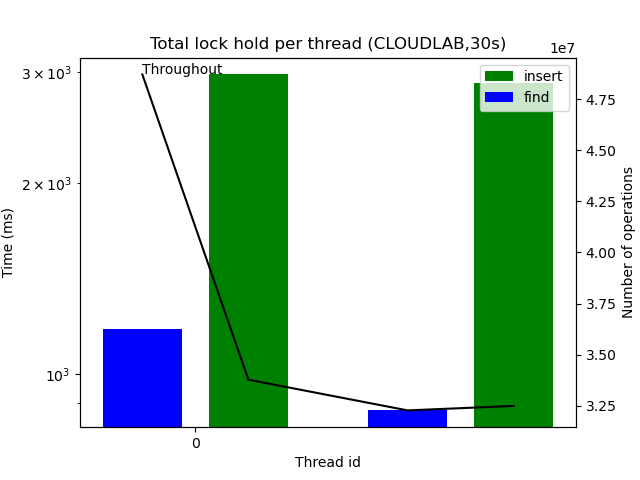 Total lock hold per thread (CLOUDLAB,30s)
1e7
Throughout
insert
find
3 × 10³
2 × 10³
10³
Time (ms)
4.75
4.50
4.25
4.00
3.75
3.50
3.25
Number of operations
0
Thread id